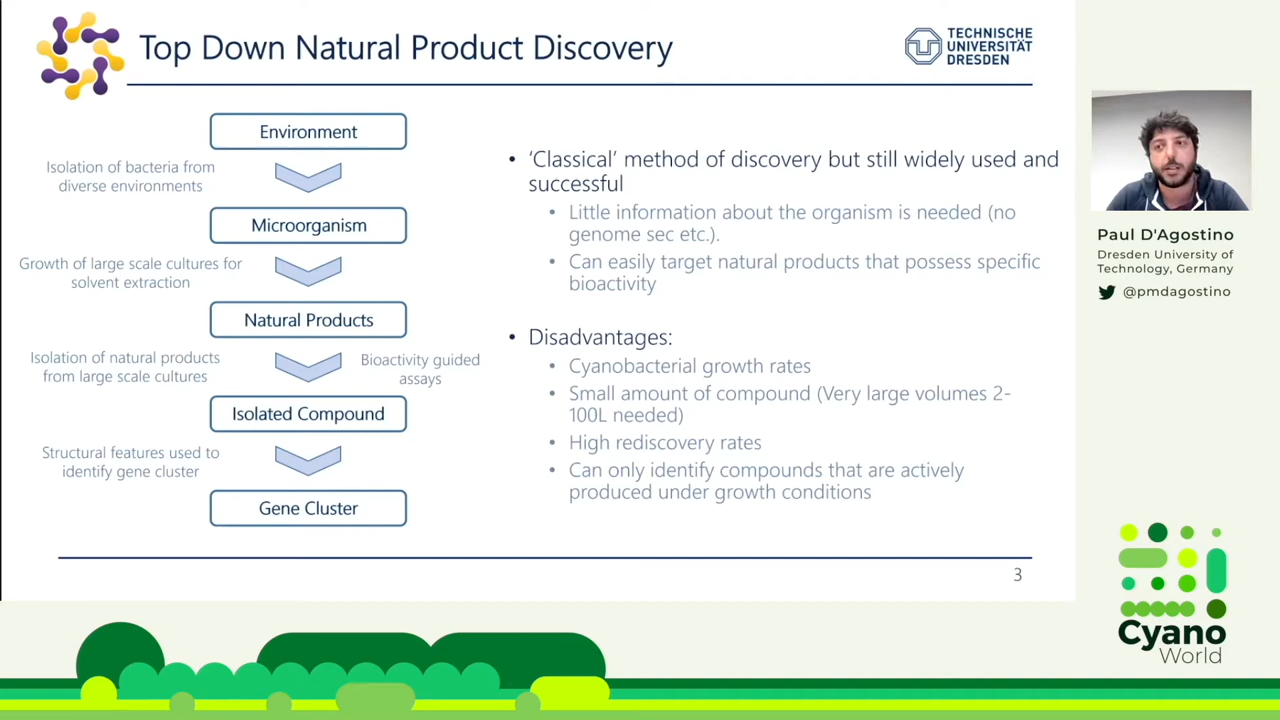 Top Down Natural Product Discovery
TECHNISCHE
UNIVERSITÄT
DRESDEN
Environment
Isolation of bacteria from
diverse environments
Microorganism
Growth of large scale cultures for
solvent extraction
Natural Products
Isolation of natural products
from large scale cultures
Bioactivity guided
assays
Isolated Compound
Structural features used to
identify gene cluster
Gene Cluster
• ‘Classical’ method of discovery but still widely used and
successful
• Little information about the organism is needed (no
genome sec etc.).
• Can easily target natural products that possess specific
bioactivity
• Disadvantages:
• Cyanobacterial growth rates
• Small amount of compound (Very large volumes 2-
100L needed)
• High rediscovery rates
• Can only identify compounds that are actively
produced under growth conditions
3
Paul D'Agostino
Dresden University of
Technology, Germany
@pmdagostino
Cyano
World